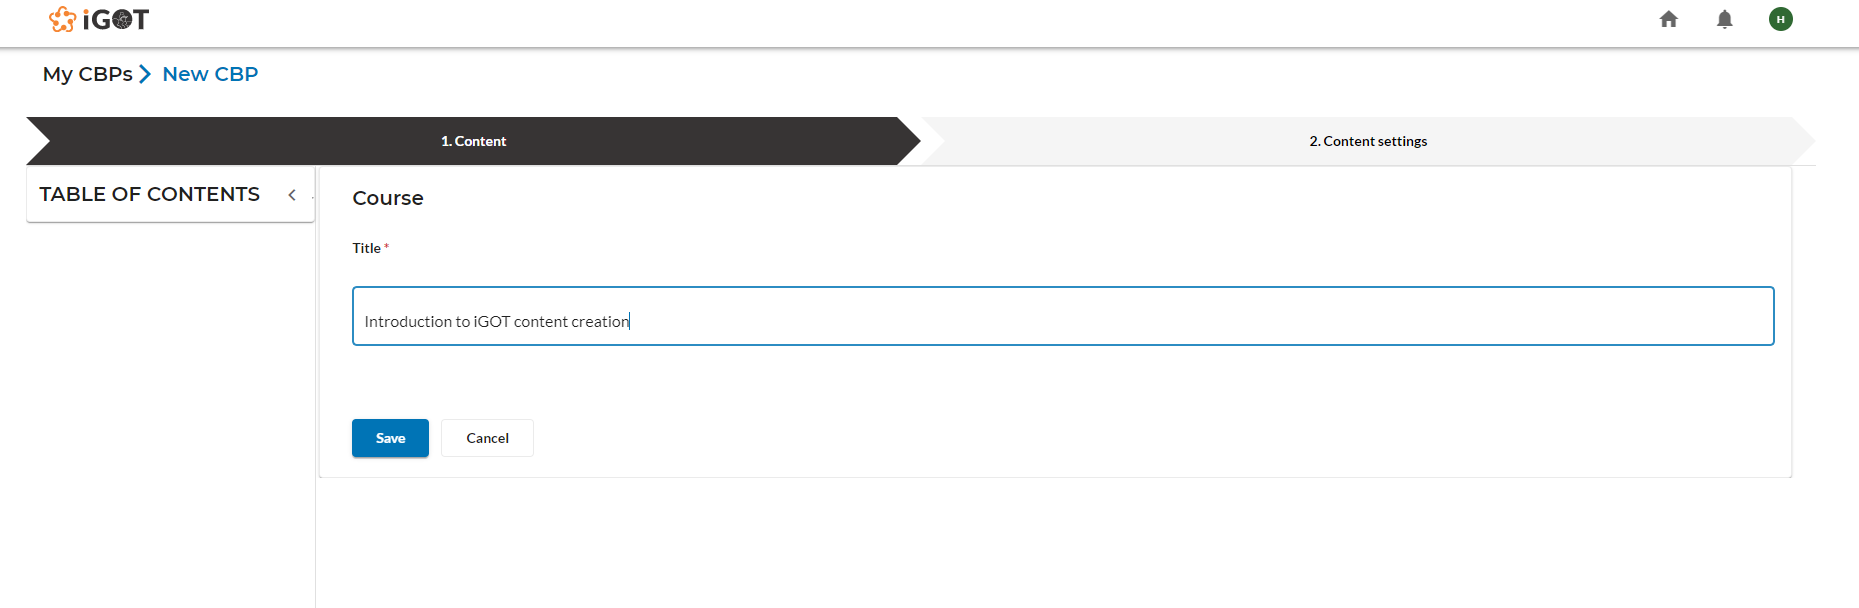 iGOT
H
My CBPs New CBP
1. Content
2. Content settings
TABLE OF CONTENTS
Course
Title *
Introduction to iGOT content creation
Save
Cancel